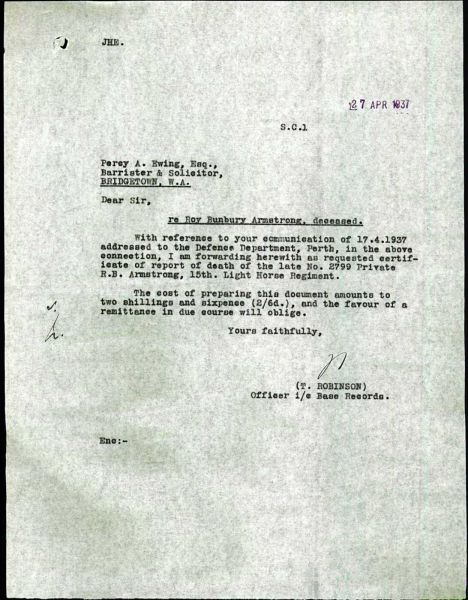 JHE.
27 APR 1937
S.C.1
Percy A. Ewing, Esq.,
Barrister & Solicitor,
BRIDGETOWN, W.A.
Dear Sir,
re Roy Bunbury Armstrong, deceased.
With reference to your communication of 17.4.1937
addressed to the Defence Department, Perth, in the above
connection, I am forwarding herewith as requested certif-
icate of report of death of the late No. 2799 Private
R.B. Armstrong, 15th. Light Horse Regiment.
The cost of preparing this document amounts to
two shillings and sixpence (2/6d.), and the favour of a
remittance in due course will oblige.
Yours faithfully,
(T. ROBINSON)
Officer i/c Base Records.
Enc:-